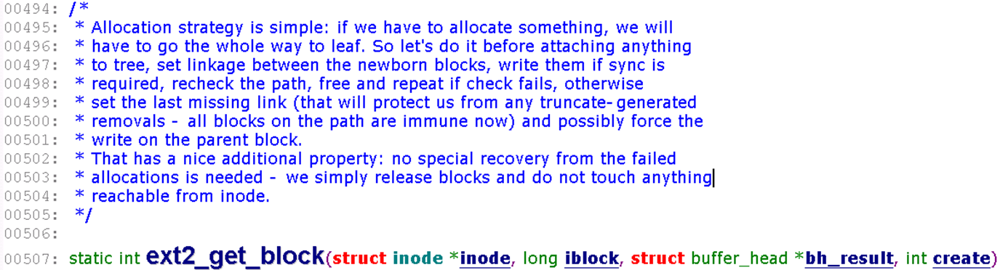 00494: /*
00495: * Allocation strategy is simple: if we have to allocate something, we will
00496: * have to go the whole way to leaf. So let's do it before attaching anything
00497: * to tree, set linkage between the newborn blocks, write them if sync is
00498: * required, recheck the path, free and repeat if check fails, otherwise
00499: * set the last missing link (that will protect us from any truncate-generated
00500: * removals - all blocks on the path are immune now) and possibly force the
00501: * write on the parent block.
00502: * That has a nice additional property: no special recovery from the failed
00503: * allocations is needed - we simply release blocks and do not touch anything
00504: * reachable from inode.
00505: */
00506:
00507: static int ext2_get_block(struct inode *inode, long iblock, struct buffer_head *bh_result, int create)